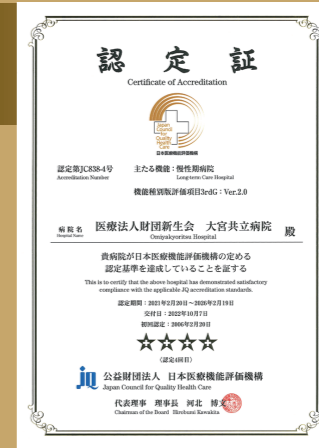 認定証
Certificate of Accreditation
Japan
Council
for
Quality
Health
Care
日本医療機能評価機構
認定第JC838-4号
Accreditation Number
主たる機能：慢性期病院
Long-term Care Hospital
機能種別版評価項目3rdG：Ver.2.0
病院名 医療法人財団新生会 大宮共立病院 殿
Hospital Name Omiyakyoritsu Hospital
貴病院が日本医療機能評価機構の定める
認定基準を達成していることを証する
This is to certify that the above hospital has demonstrated satisfactory
compliance with the applicable JQ accreditation standards.
認定期間：2021年2月20日～2026年2月19日
交付日：2022年10月7日
初回認定：2006年2月20日
（認定4回目）
jq 公益財団法人 日本医療機能評価機構
Japan Council for Quality Health Care
代表理事 理事長 河北 博文
Chairman of the Board Hirobumi Kawakita